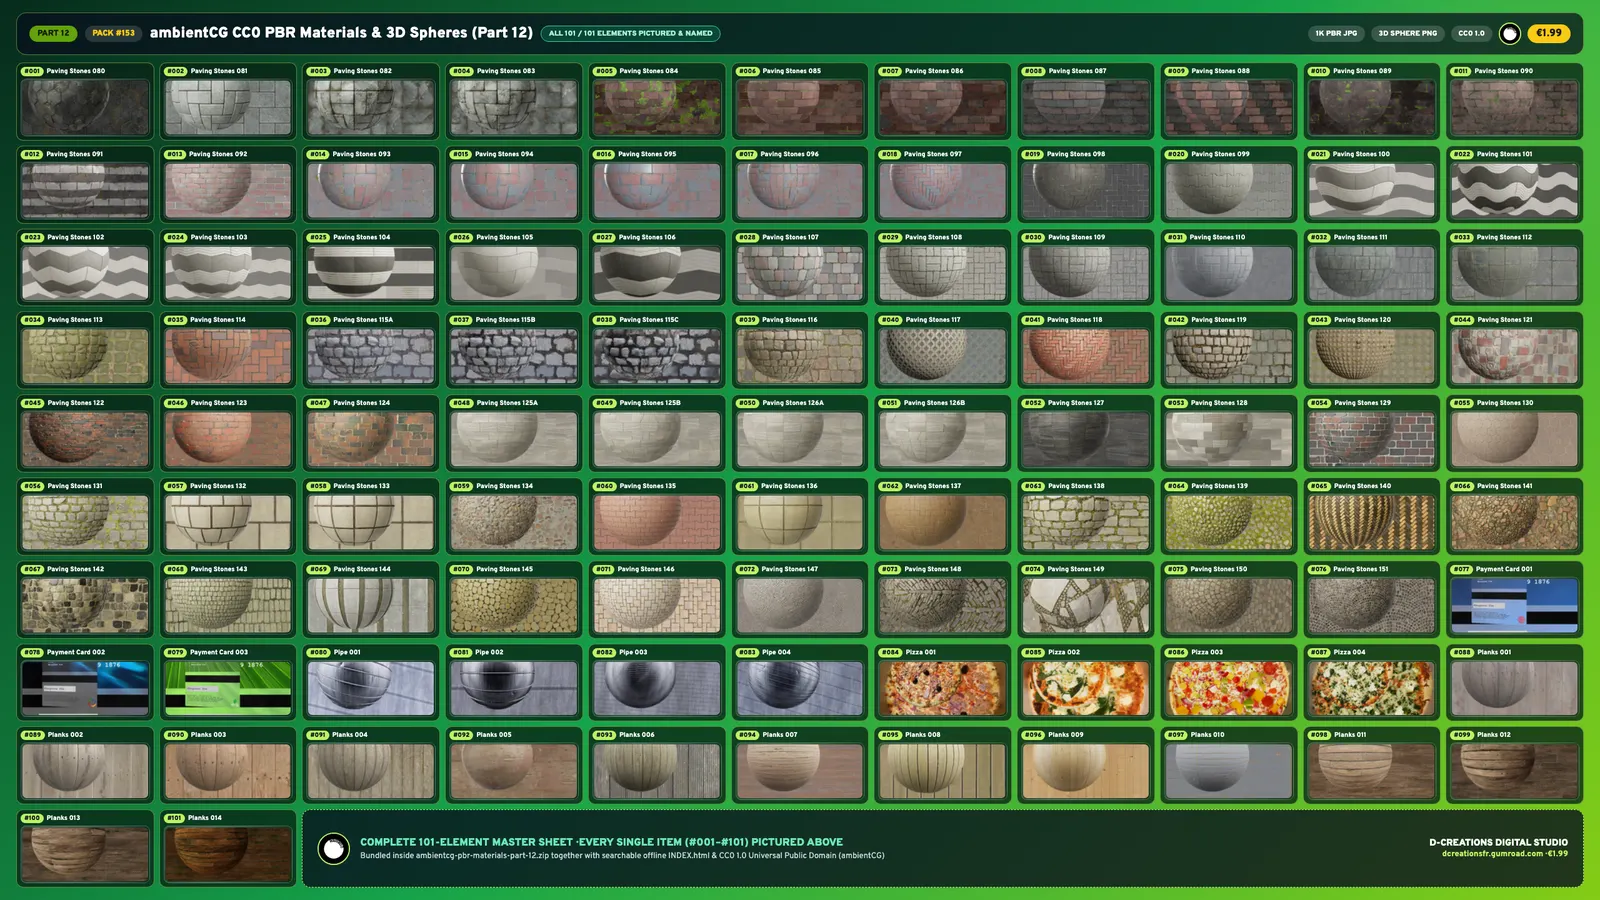 PART 12 PACK #153 ambientCG CC0 PBR Materials & 3D Spheres (Part 12) ALL 101 / 101 ELEMENTS PICTURED & NAMED 1K PBR JPG 3D SPHERE PNG CC0 1.0 €1.99
#001 Paving Stones 080 #002 Paving Stones 081 #003 Paving Stones 082 #004 Paving Stones 083 #005 Paving Stones 084 #006 Paving Stones 085 #007 Paving Stones 086 #008 Paving Stones 087 #009 Paving Stones 088 #010 Paving Stones 089 #011 Paving Stones 090
#012 Paving Stones 091 #013 Paving Stones 092 #014 Paving Stones 093 #015 Paving Stones 094 #016 Paving Stones 095 #017 Paving Stones 096 #018 Paving Stones 097 #019 Paving Stones 098 #020 Paving Stones 099 #021 Paving Stones 100 #022 Paving Stones 101
#023 Paving Stones 102 #024 Paving Stones 103 #025 Paving Stones 104 #026 Paving Stones 105 #027 Paving Stones 106 #028 Paving Stones 107 #029 Paving Stones 108 #030 Paving Stones 109 #031 Paving Stones 110 #032 Paving Stones 111 #033 Paving Stones 112
#034 Paving Stones 113 #035 Paving Stones 114 #036 Paving Stones 115A #037 Paving Stones 115B #038 Paving Stones 115C #039 Paving Stones 116 #040 Paving Stones 117 #041 Paving Stones 118 #042 Paving Stones 119 #043 Paving Stones 120 #044 Paving Stones 121
#045 Paving Stones 122 #046 Paving Stones 123 #047 Paving Stones 124 #048 Paving Stones 125A #049 Paving Stones 125B #050 Paving Stones 126A #051 Paving Stones 126B #052 Paving Stones 127 #053 Paving Stones 128 #054 Paving Stones 129 #055 Paving Stones 130
#056 Paving Stones 131 #057 Paving Stones 132 #058 Paving Stones 133 #059 Paving Stones 134 #060 Paving Stones 135 #061 Paving Stones 136 #062 Paving Stones 137 #063 Paving Stones 138 #064 Paving Stones 139 #065 Paving Stones 140 #066 Paving Stones 141
#067 Paving Stones 142 #068 Paving Stones 143 #069 Paving Stones 144 #070 Paving Stones 145 #071 Paving Stones 146 #072 Paving Stones 147 #073 Paving Stones 148 #074 Paving Stones 149 #075 Paving Stones 150 #076 Paving Stones 151 #077 Payment Card 001
9 1876
#078 Payment Card 002 #079 Payment Card 003 #080 Pipe 001 #081 Pipe 002 #082 Pipe 003 #083 Pipe 004 #084 Pizza 001 #085 Pizza 002 #086 Pizza 003 #087 Pizza 004 #088 Planks 001
9 1876 9 1876
#089 Planks 002 #090 Planks 003 #091 Planks 004 #092 Planks 005 #093 Planks 006 #094 Planks 007 #095 Planks 008 #096 Planks 009 #097 Planks 010 #098 Planks 011 #099 Planks 012
#100 Planks 013 #101 Planks 014
COMPLETE 101-ELEMENT MASTER SHEET · EVERY SINGLE ITEM (#001–#101) PICTURED ABOVE
Bundled inside ambientcg-pbr-materials-part-12.zip together with searchable offline INDEX.html & CC0 1.0 Universal Public Domain (ambientCG)
D-CREATIONS DIGITAL STUDIO
dcreationsfr.gumroad.com · €1.99